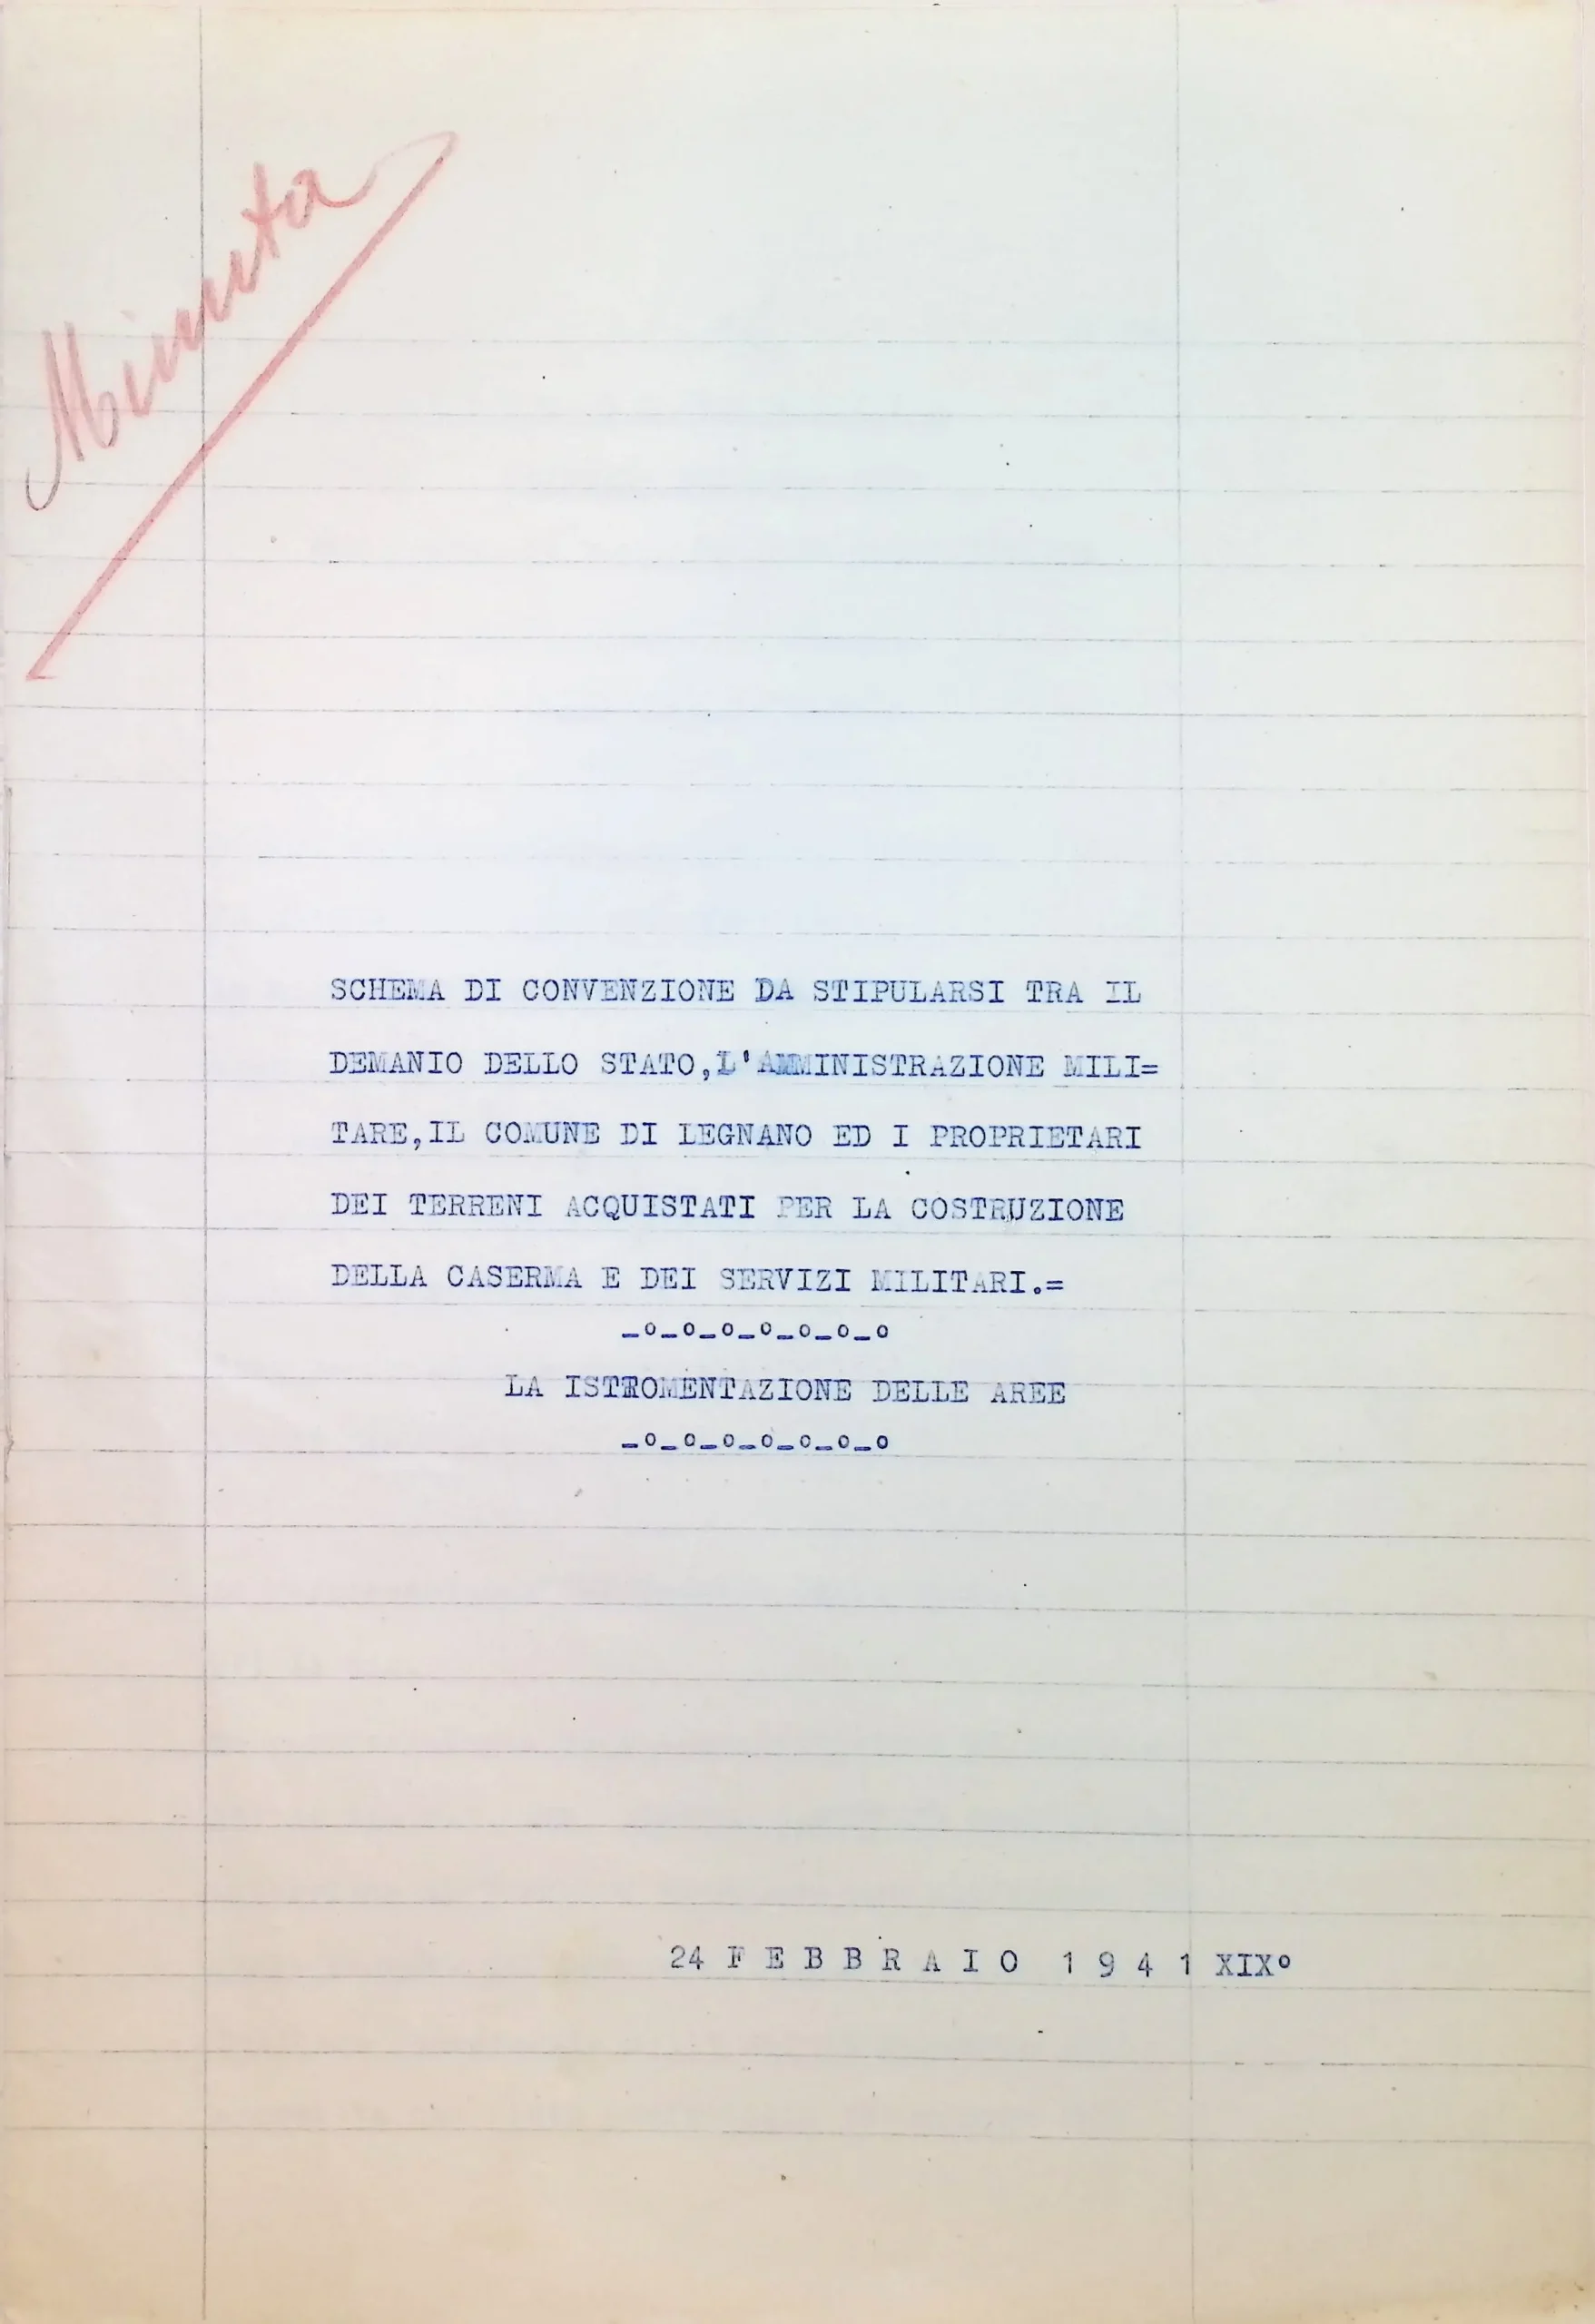 Minuta
SCHEMA DI CONVENZIONE DA STIPULARSI TRA IL
DEMANIO DELLO STATO,L'AMMINISTRAZIONE MILI=
TARE,IL COMUNE DI LEGNANO ED I PROPRIETARI
DEI TERRENI ACQUISTATI PER LA COSTRUZIONE
DELLA CASERMA E DEI SERVIZI MILITARI.=
_o_o_o_o_o_o_o
LA ISTROMENTAZIONE DELLE AREE
_o_o_o_o_o_o_o
24 F E B B R A I O 1 9 4 1 XIXº